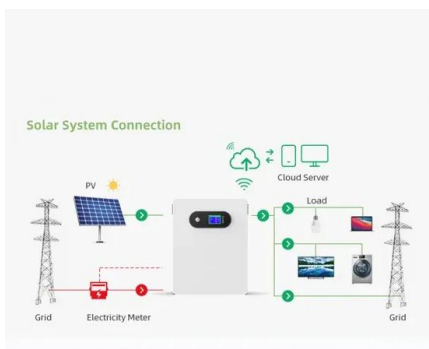 Solar System Connection
Cloud Server
PV
Load
Grid
Electricity Meter
Grid